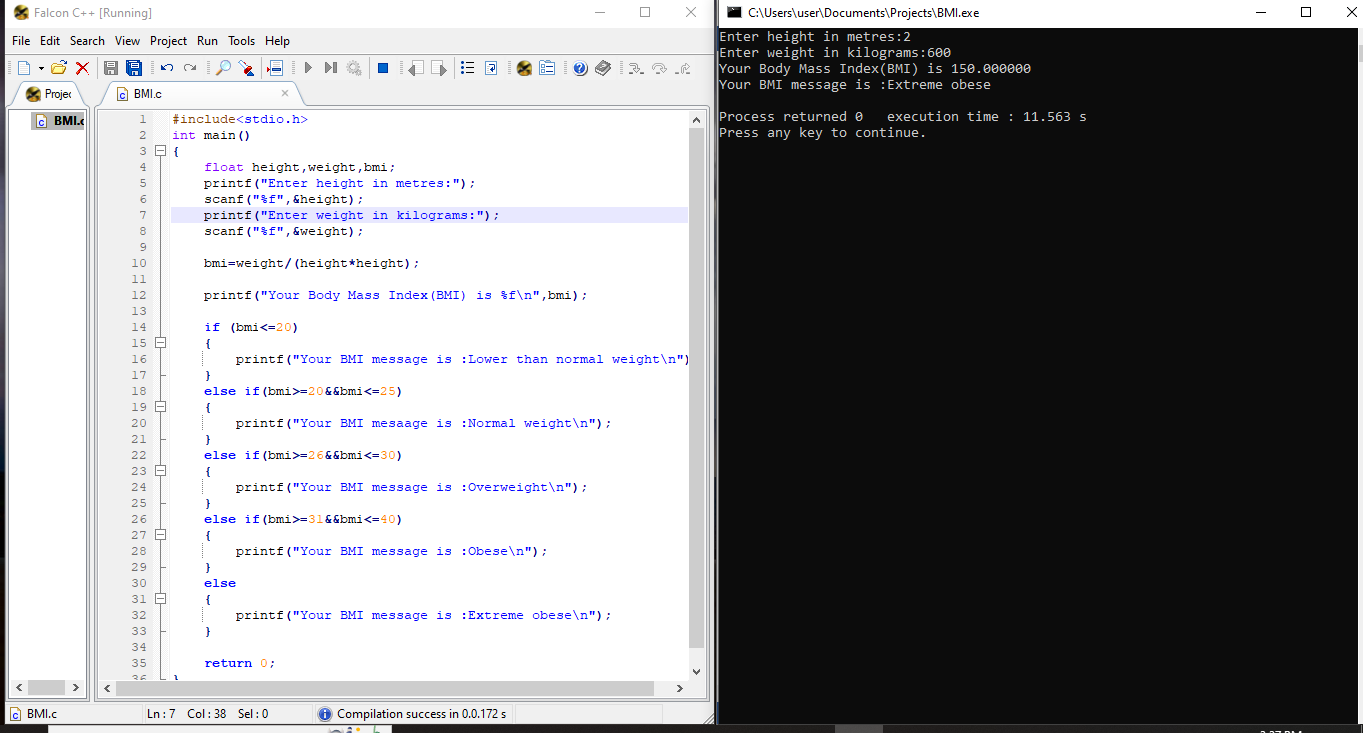 Falcon C++ [Running]
File Edit Search View Project Run Tools Help
Projec
BMI.c
BMI.c
1 #include<stdio.h>
2 int main()
3 {
4 float height,weight,bmi;
5 printf("Enter height in metres:");
6 scanf("%f",&height);
7 printf("Enter weight in kilograms:");
8 scanf("%f",&weight);
9
10 bmi=weight/(height*height);
11
12 printf("Your Body Mass Index(BMI) is %f\n",bmi);
13
14 if (bmi<=20)
15 {
16 printf("Your BMI message is :Lower than normal weight\n")
17 }
18 else if(bmi>=20&&bmi<=25)
19 {
20 printf("Your BMI mesaage is :Normal weight\n");
21 }
22 else if(bmi>=26&&bmi<=30)
23 {
24 printf("Your BMI message is :Overweight\n");
25 }
26 else if(bmi>=31&&bmi<=40)
27 {
28 printf("Your BMI message is :Obese\n");
29 }
30 else
31 {
32 printf("Your BMI message is :Extreme obese\n");
33 }
34
35 return 0;
36 }
BMI.c Ln : 7 Col : 38 Sel : 0 Compilation success in 0.0.172 s
C:\Users\user\Documents\Projects\BMI.exe
Enter height in metres:2
Enter weight in kilograms:600
Your Body Mass Index(BMI) is 150.000000
Your BMI message is :Extreme obese
Process returned 0 execution time : 11.563 s
Press any key to continue.